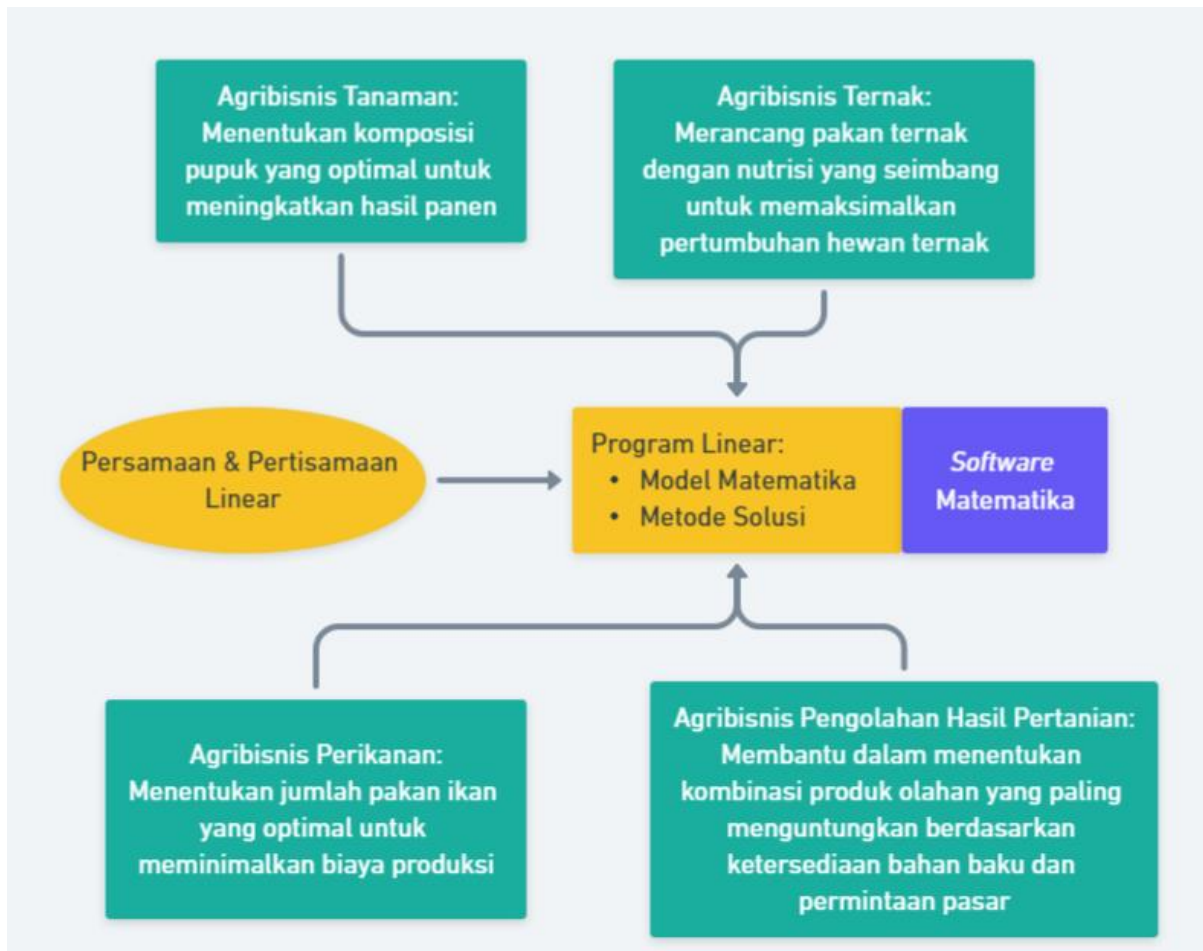 Agribisnis Tanaman:
Menentukan komposisi
pupuk yang optimal untuk
meningkatkan hasil panen
Agribisnis Ternak:
Merancang pakan ternak
dengan nutrisi yang seimbang
untuk memaksimalkan
pertumbuhan hewan ternak
Persamaan & Pertisamaan
Linear
Program Linear:
• Model Matematika
• Metode Solusi
Software
Matematika
Agribisnis Perikanan:
Menentukan jumlah pakan ikan
yang optimal untuk
meminimalkan biaya produksi
Agribisnis Pengolahan Hasil Pertanian:
Membantu dalam menentukan
kombinasi produk olahan yang paling
menguntungkan berdasarkan
ketersediaan bahan baku dan
permintaan pasar